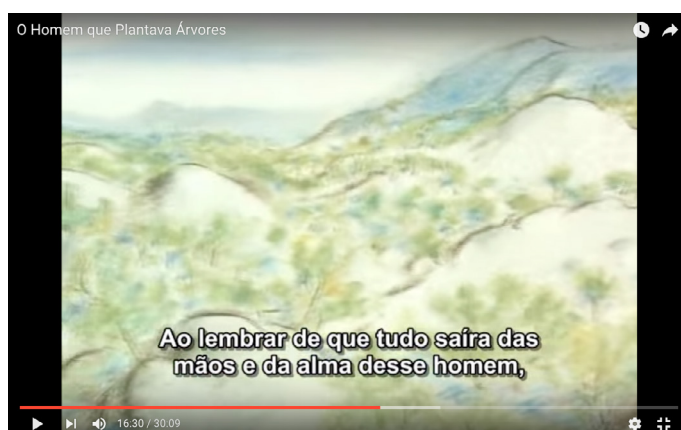 O Homem que Plantava Árvores
Ao lembrar de que tudo saíra das
mãos e da alma desse homem,
16:30 / 30:09